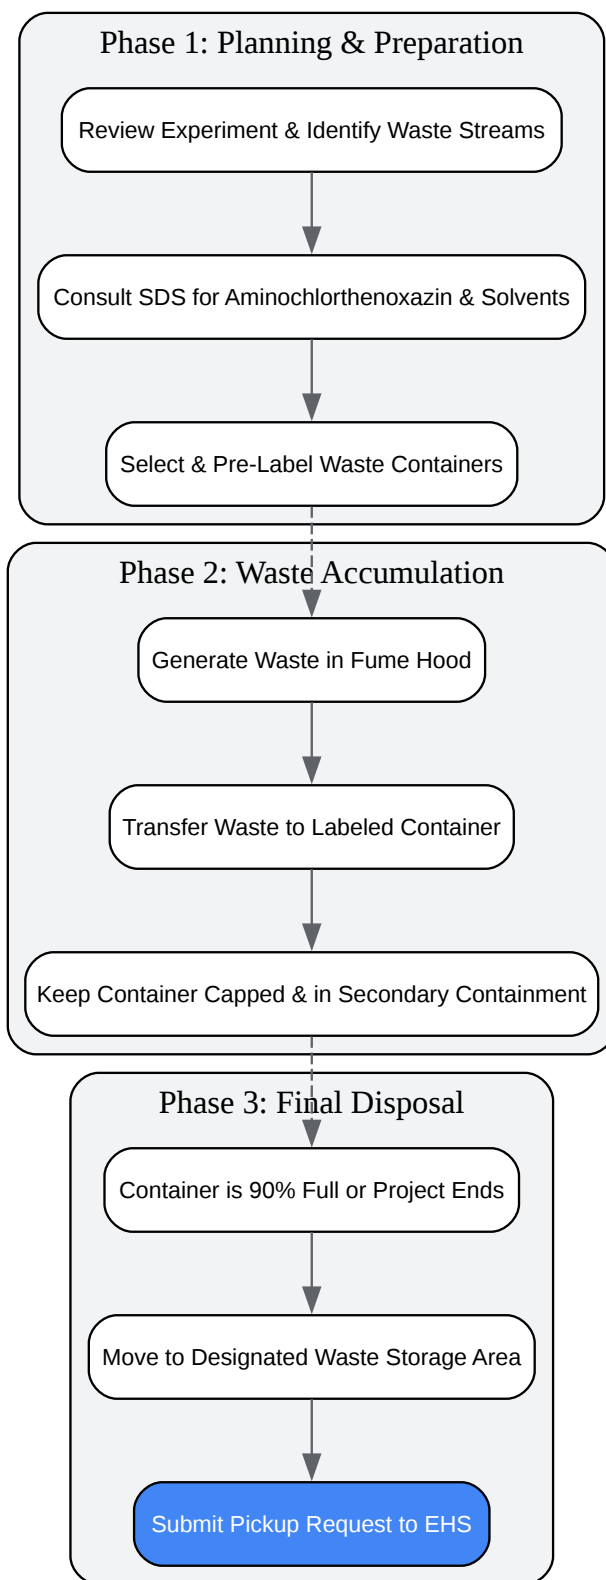 Phase 1: Planning & Preparation
Review Experiment & Identify Waste Streams
Consult SDS for Aminochlorthenoxazin & Solvents
Select & Pre-Label Waste Containers
Phase 2: Waste Accumulation
Generate Waste in Fume Hood
Transfer Waste to Labeled Container
Keep Container Capped & in Secondary Containment
Phase 3: Final Disposal
Container is 90% Full or Project Ends
Move to Designated Waste Storage Area
Submit Pickup Request to EHS